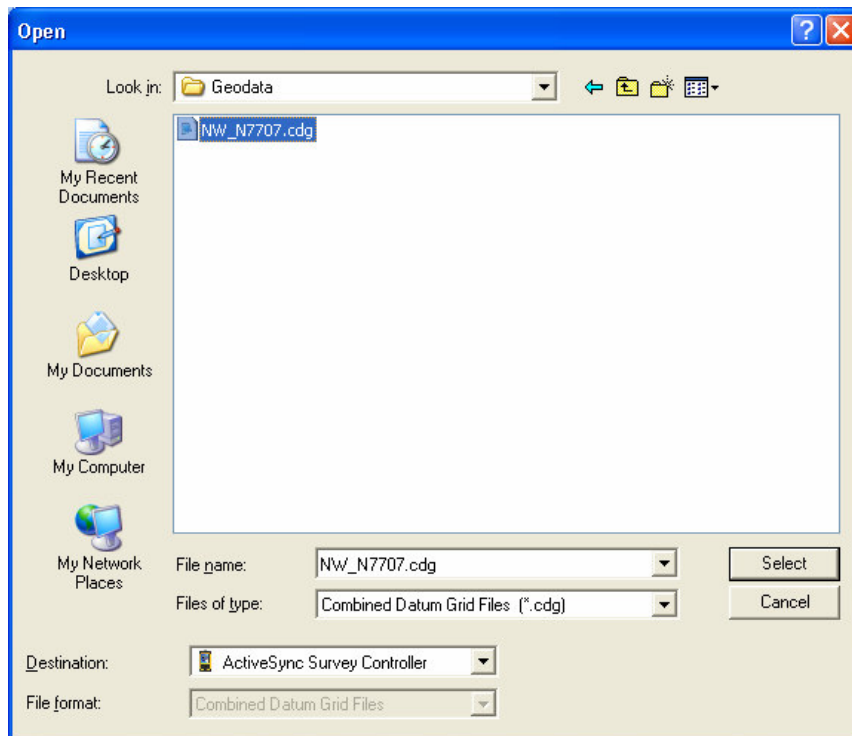 Open
Look in:
Geodata
NW_N7707.cdg
My Recent
Documents
Desktop
My Documents
My Computer
My Network
Places
File name:
NW_N7707.cdg
Select
Files of type:
Combined Datum Grid Files (*.cdg)
Cancel
Destination:
ActiveSync Survey Controller
File format:
Combined Datum Grid Files